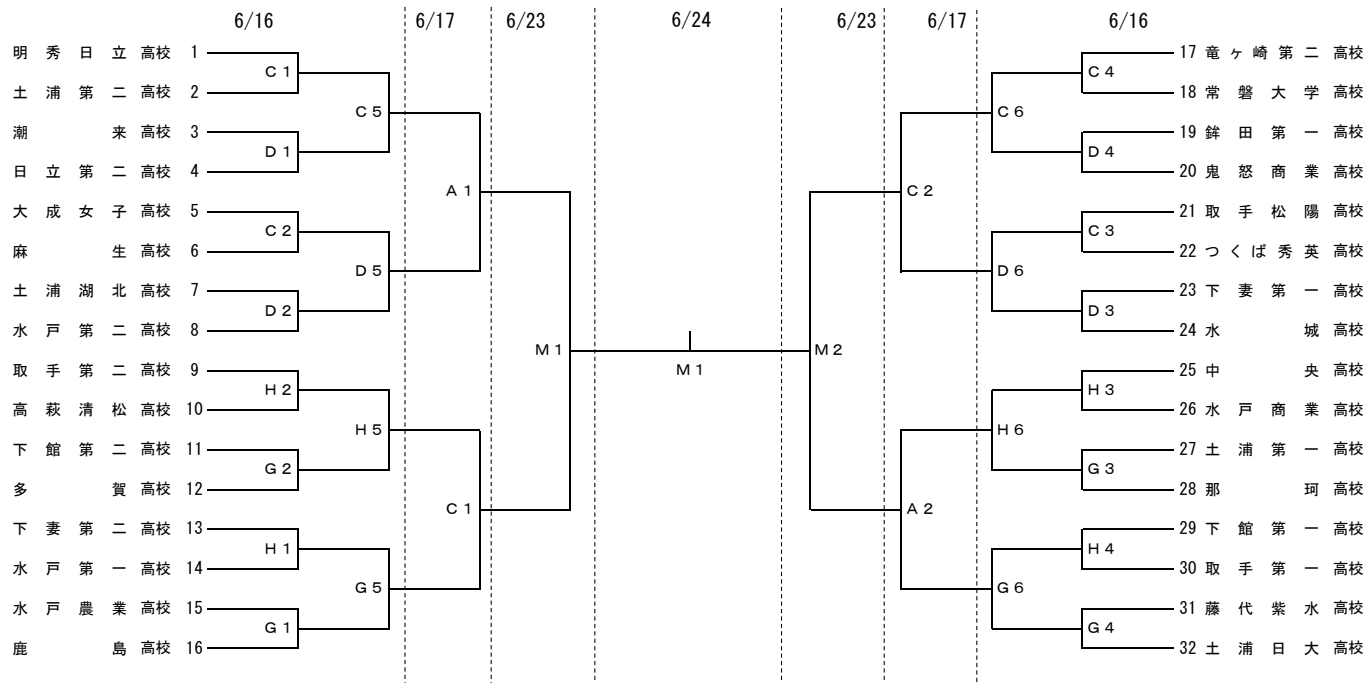 6/16 6/17 6/23 6/24 6/23 6/17 6/16
明秀日立高校 1
17 竜ヶ崎第二高校
C1
C4
土浦第二高校 2
18 常磐大学高校
C5
C6
潮来高校 3
19 鉾田第一高校
D1
D4
日立第二高校 4
20 鬼怒商業高校
A1
C2
大成女子高校 5
21 取手松陽高校
C2
C3
麻生高校 6
22 つくば秀英高校
D5
D6
土浦湖北高校 7
23 下妻第一高校
D2
D3
水戸第二高校 8
24 水城高校
M1
M2
M1
取手第二高校 9
25 中央高校
H2
H3
高萩清松高校 10
26 水戸商業高校
H5
H6
下館第二高校 11
27 土浦第一高校
G2
G3
多賀高校 12
28 那珂高校
C1
A2
下妻第二高校 13
29 下館第一高校
H1
H4
水戸第一高校 14
30 取手第一高校
G5
G6
水戸農業高校 15
31 藤代紫水高校
G1
G4
鹿島高校 16
32 土浦日大高校